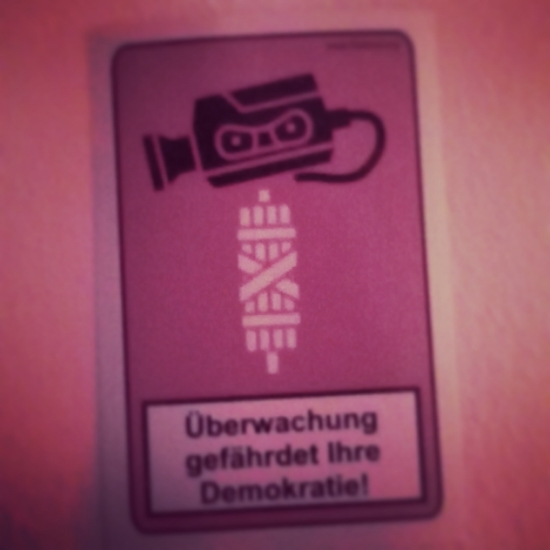 Überwachung
gefährdet Ihre
Demokratie!